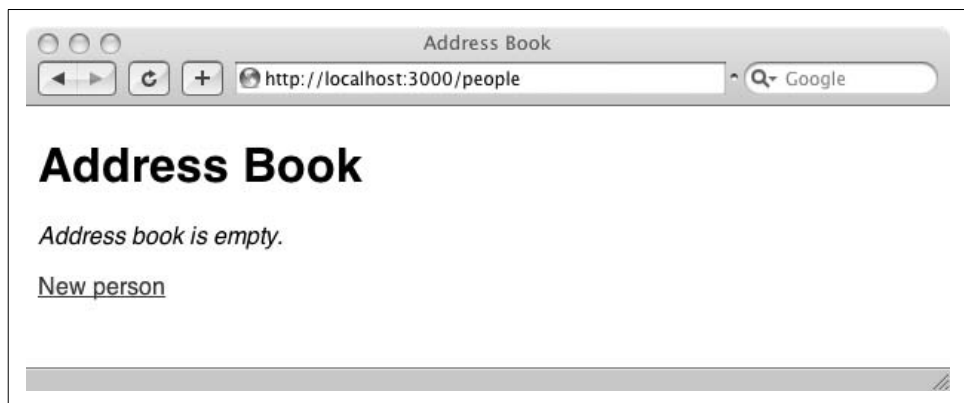 Address Book
http://localhost:3000/people
Google
Address Book
Address book is empty.
New person